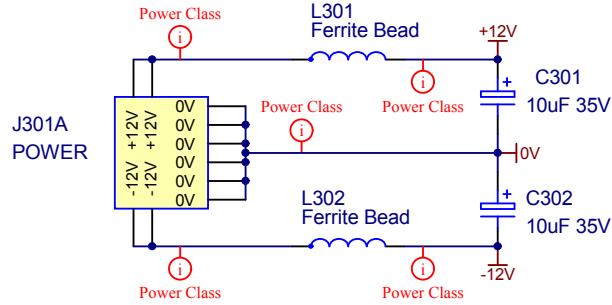 Power Class
i
L301
Ferrite Bead
+12V
i
Power Class
C301
10uF 35V
J301A
POWER
+12V
+12V
-12V
-12V
0V
0V
0V
0V
0V
0V
Power Class
i
0V
L302
Ferrite Bead
C302
10uF 35V
i
Power Class
i
Power Class
-12V
+
+